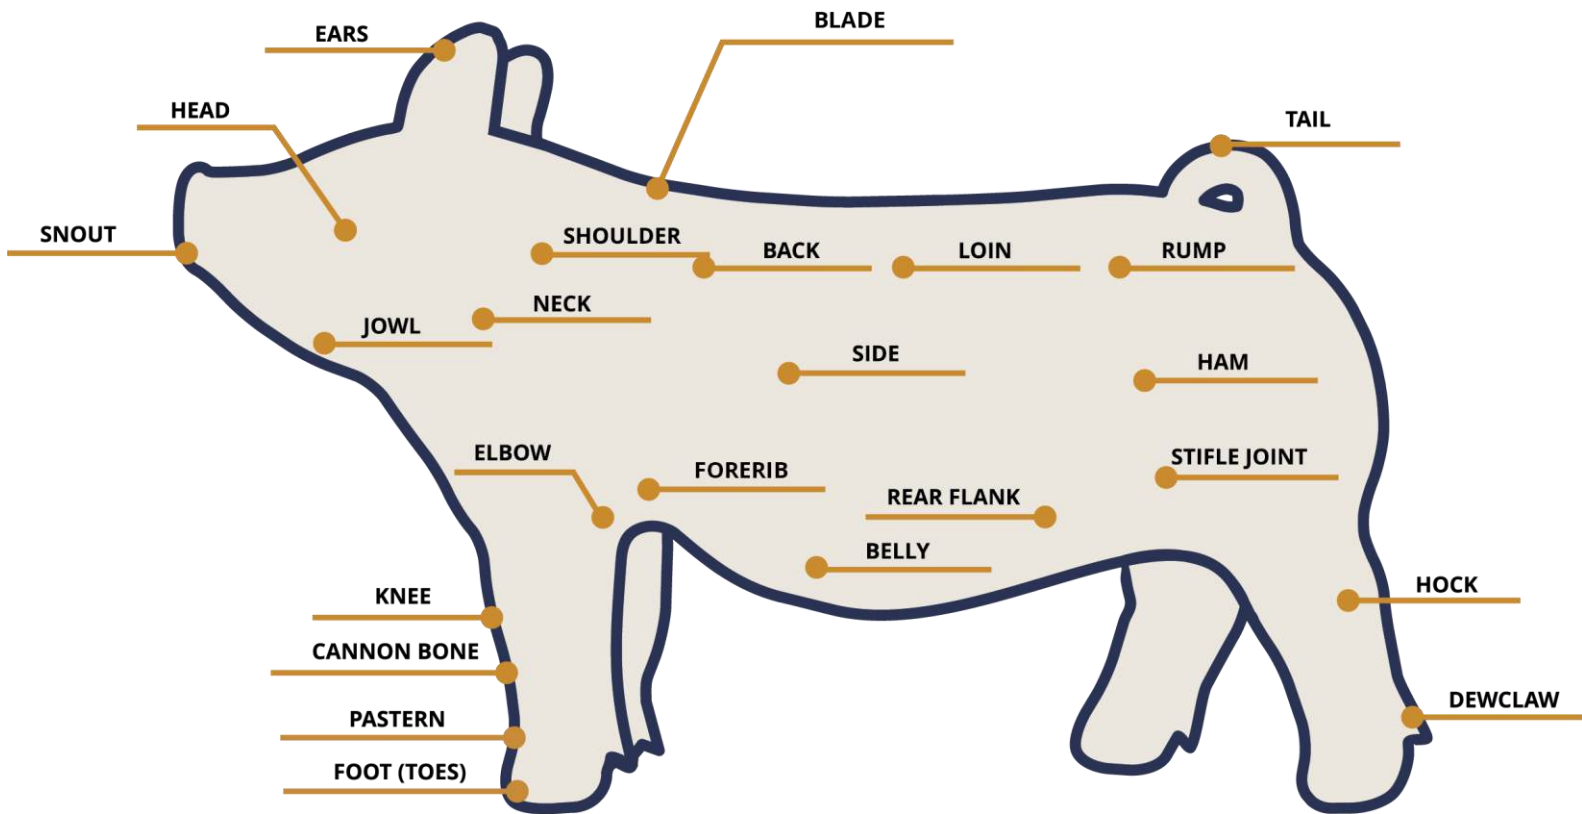 BLADE
EARS
HEAD
TAIL
SNOUT
SHOULDER
BACK
LOIN
RUMP
NECK
JOWL
SIDE
HAM
ELBOW
FORERIB
STIFLE JOINT
REAR FLANK
BELLY
HOCK
KNEE
CANNON BONE
DEWCLAW
PASTERN
FOOT (TOES)